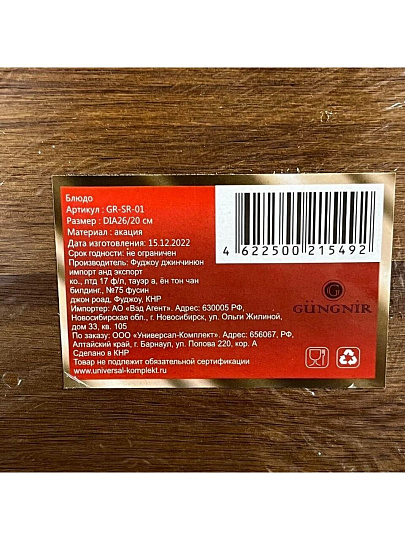 Блюдо
Артикул : GR-SR-01
Размер : DIA26/20 см
Материал : акация
Дата изготовления: 15.12.2022
Срок годности: не ограничен
Производитель: Фуджоу джинчинюн
импорт анд экспорт
ко., лтд 17 ф/л, тауэр а, ён тон чан
билдинг., №75 фусин
джон роад, Фуджоу, КНР
Импортер: АО «Вэд Агент». Адрес: 630005 РФ,
Новосибирская обл., г. Новосибирск, ул. Ольги Жилиной,
дом 33, кв. 105
По заказу: ООО «Универсал-Комплект». Адрес: 656067, РФ,
Алтайский край, г. Барнаул, ул. Попова 220, кор. А
Сделано в КНР
Товар не подлежит обязательной сертификации
www.universal-komplekt.ru
4 622500 215492
G
GÜNGNIR